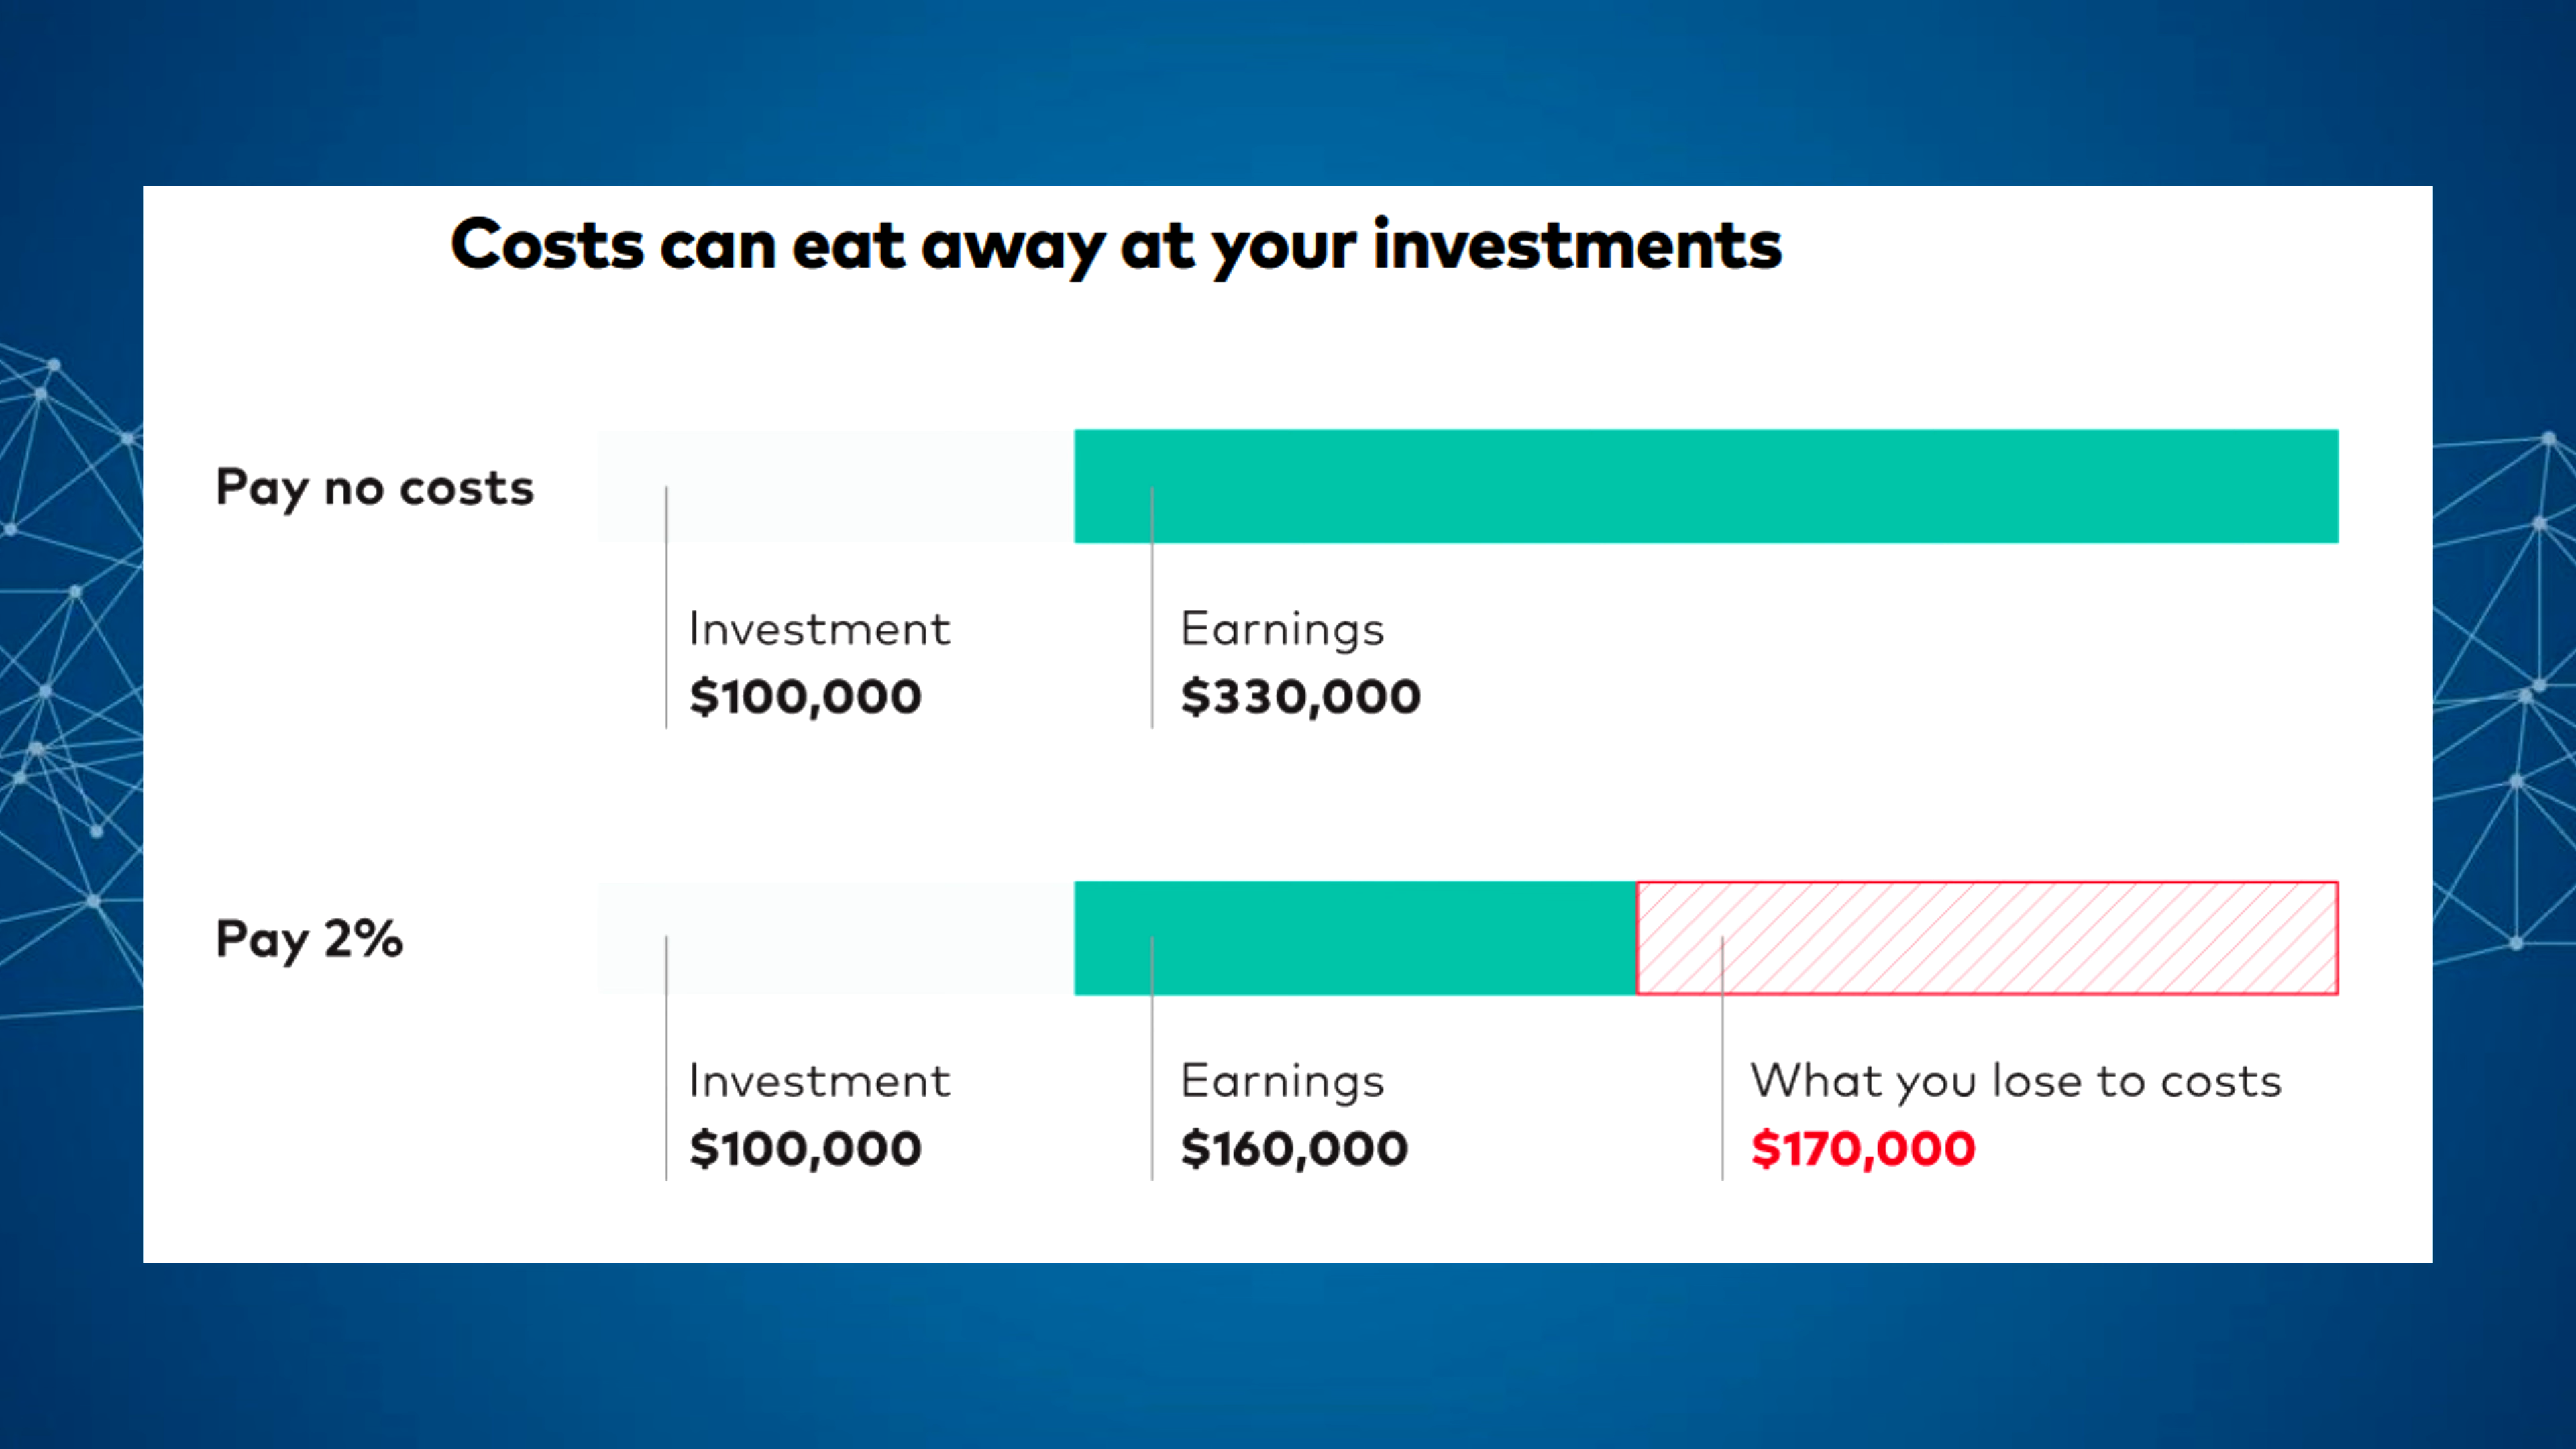 Costs can eat away at your investments
Pay no costs
Investment
$100,000
Earnings
$330,000
Pay 2%
Investment
$100,000
Earnings
$160,000
What you lose to costs
$170,000